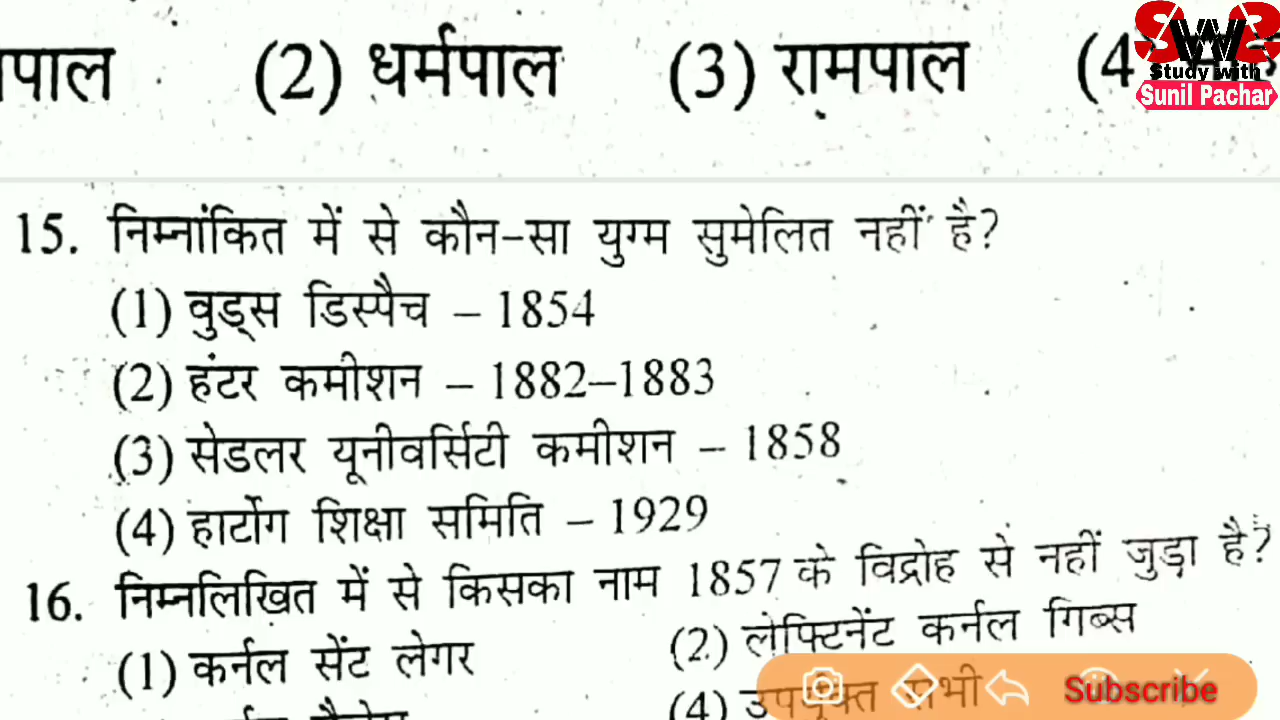 पाल (2) धर्मपाल (3) रामपाल (4
Study with
Sunil Pachar
15. निम्नांकित में से कौन-सा युग्म सुमेलित नहीं है?
(1) वुड्स डिस्पैच – 1854
(2) हंटर कमीशन – 1882–1883
(3) सेडलर यूनीवर्सिटी कमीशन – 1858
(4) हार्टोग शिक्षा समिति – 1929
16. निम्नलिखित में से किसका नाम 1857 के विद्रोह से नहीं जुड़ा है?
(1) कर्नल सेंट लेगर (2) लेफ्टिनेंट कर्नल गिब्स
(4) उपर्युक्त सभी
Subscribe